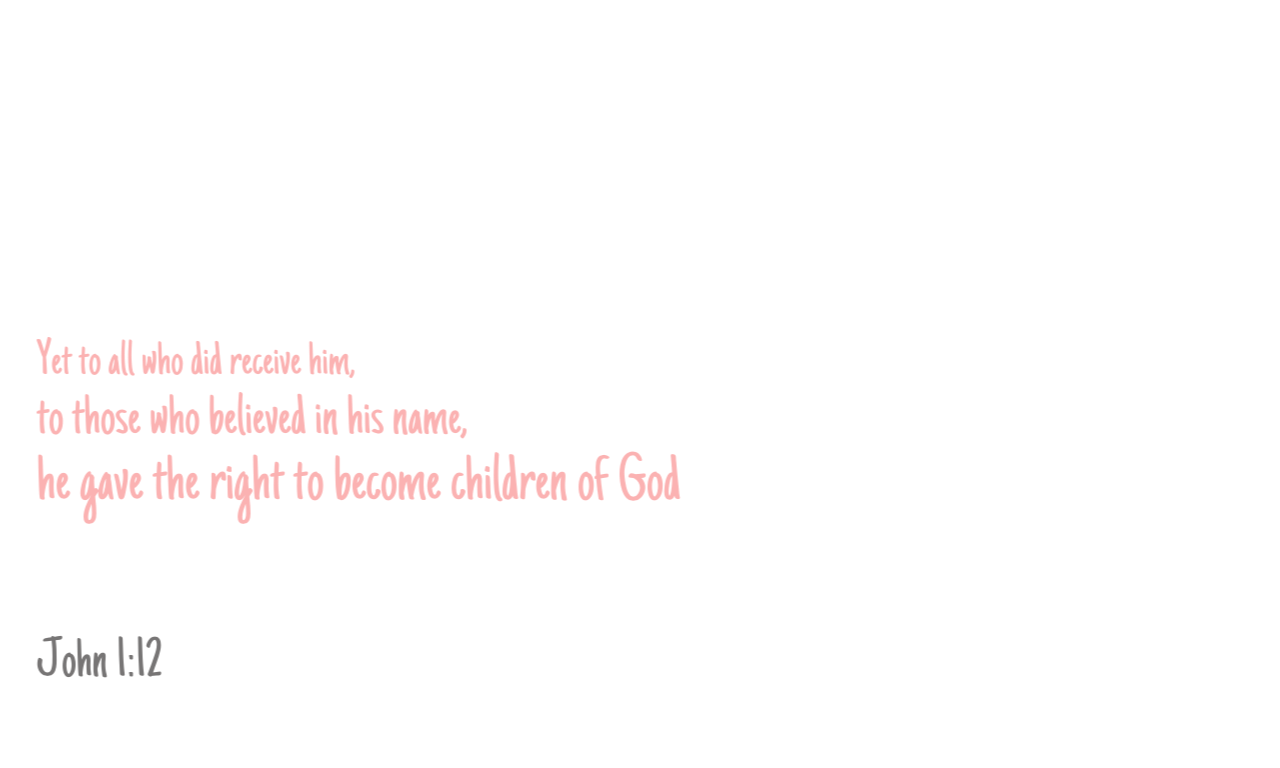 Yet to all who did receive him,
to those who believed in his name,
he gave the right to become children of God
John 1:12